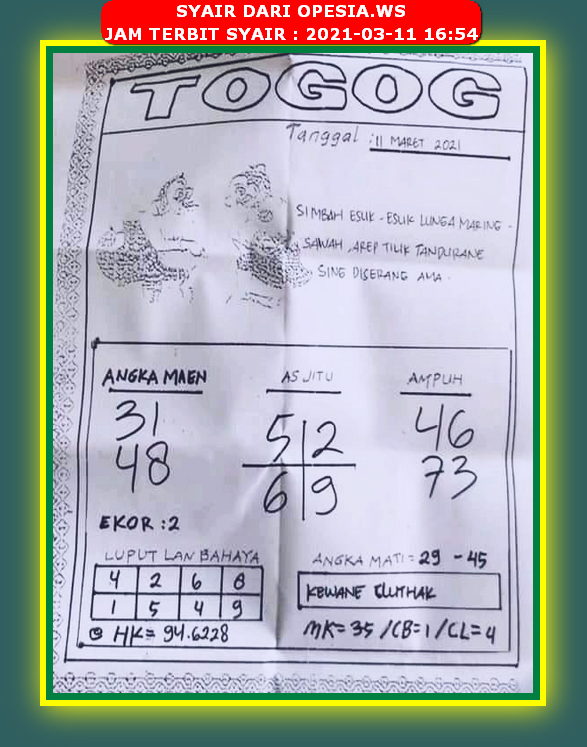 SYAIR DARI OPESIA.WS
JAM TERBIT SYAIR : 2021-03-11 16:54
TOGOG
Tanggal : 11 MARET 2021
SIMBAH ESUK - ESUK LUNGA MARING -
SAWAH, AREP TILIK TANDURANE
SING DISERANG AMA.
ANGKA MAEN
31
48
EKOR : 2
AS JITU
5 2
6 9
AMPUH
46
73
LUPUT LAN BAHAYA
4 2 6 8
1 5 4 9
HK = 94.6228
ANGKA MATI = 29 - 45
KEWANE CLUTHAK
MK = 35 / CB = 1 / CL = 4